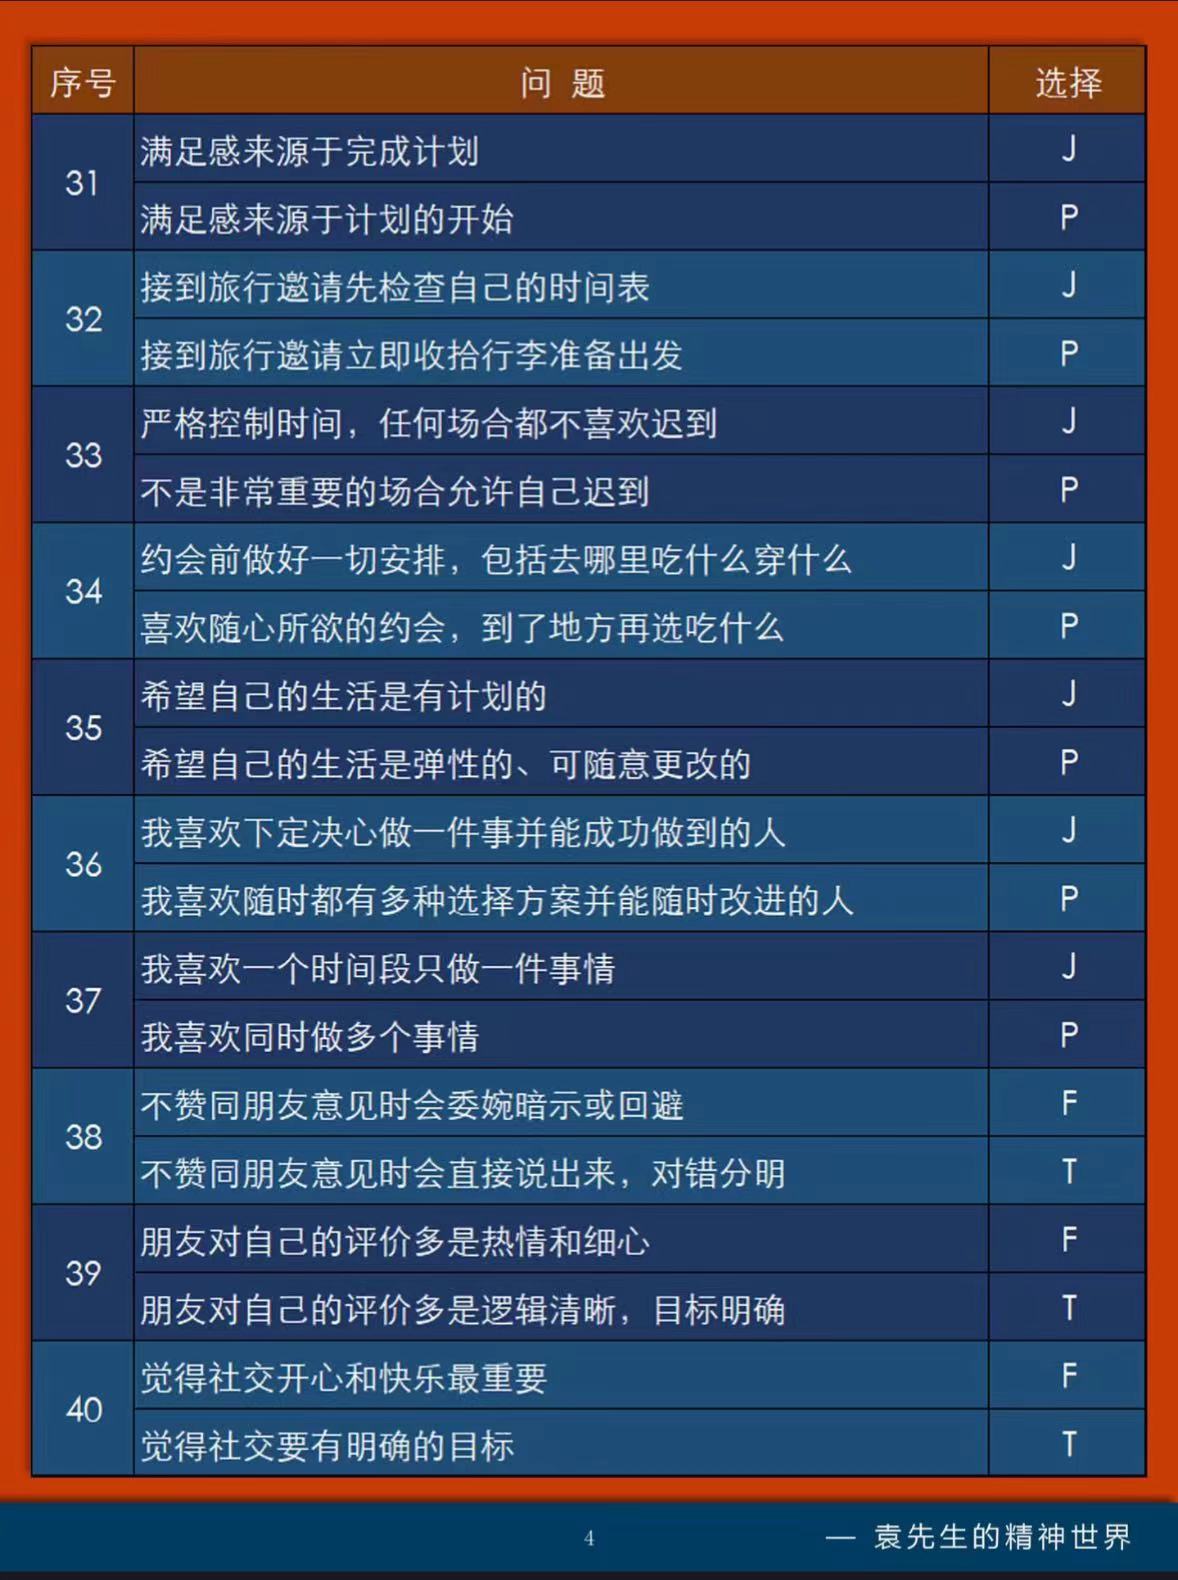 序号 问 题 选择
31
满足感来源于完成计划 J
满足感来源于计划的开始 P
32
接到旅行邀请先检查自己的时间表 J
接到旅行邀请立即收拾行李准备出发 P
33
严格控制时间，任何场合都不喜欢迟到 J
不是非常重要的场合允许自己迟到 P
34
约会前做好一切安排，包括去哪里吃什么穿什么 J
喜欢随心所欲的约会，到了地方再选吃什么 P
35
希望自己的生活是有计划的 J
希望自己的生活是弹性的、可随意更改的 P
36
我喜欢下定决心做一件事并能成功做到的人 J
我喜欢随时都有多种选择方案并能随时改进的人 P
37
我喜欢一个时间段只做一件事情 J
我喜欢同时做多个事情 P
38
不赞同朋友意见时会委婉暗示或回避 F
不赞同朋友意见时会直接说出来，对错分明 T
39
朋友对自己的评价多是热情和细心 F
朋友对自己的评价多是逻辑清晰，目标明确 T
40
觉得社交开心和快乐最重要 F
觉得社交要有明确的目标 T
4
— 袁先生的精神世界